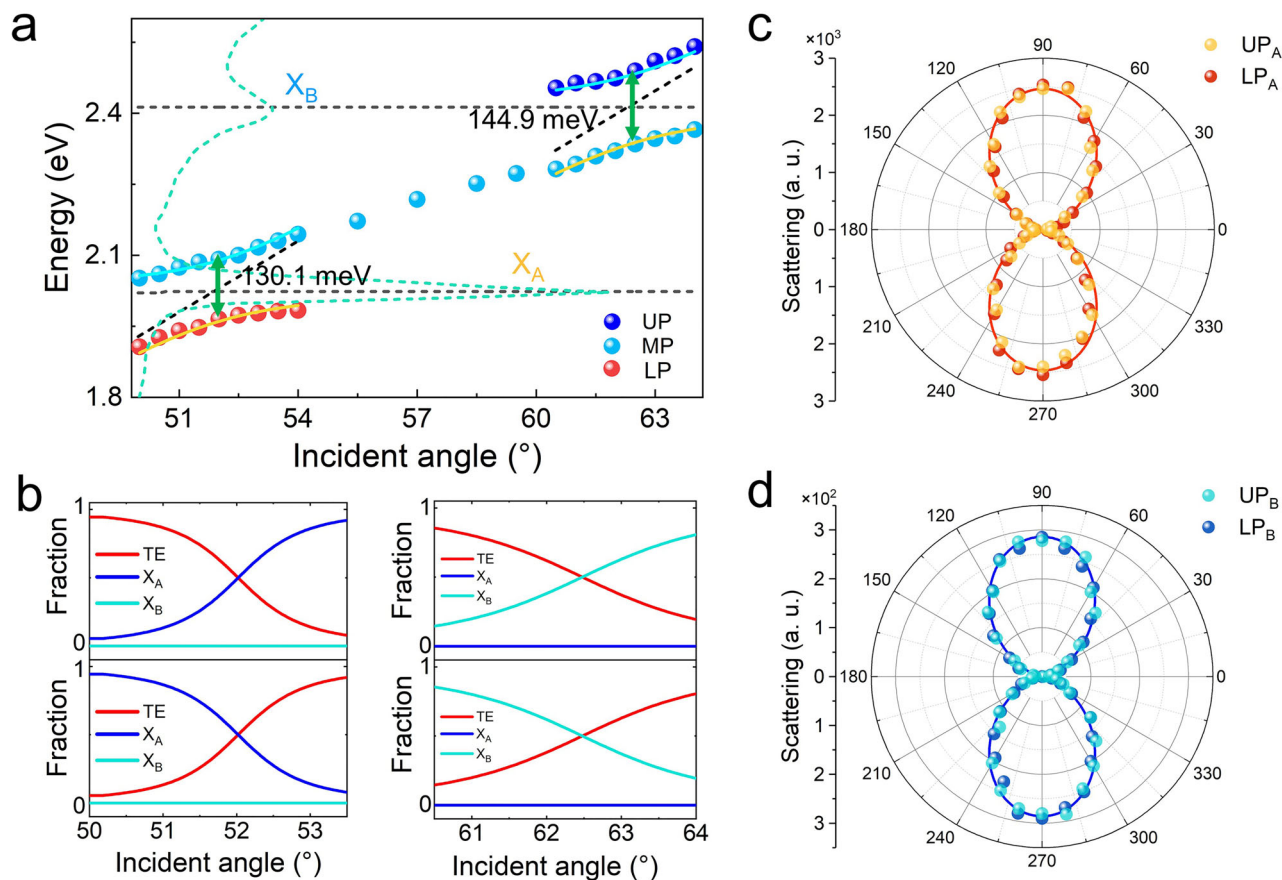 a
Energy (eV)
2.4
2.1
1.8
X_B
144.9 meV
130.1 meV
X_A
UP
MP
LP
51
54
57
60
63
Incident angle (°)
b
Fraction
1
0
TE
X_A
X_B
Fraction
1
0
TE
X_A
X_B
50
51
52
53
Incident angle (°)
Fraction
1
0
TE
X_A
X_B
Fraction
1
0
TE
X_A
X_B
61
62
63
64
Incident angle (°)
c
×10³
Scattering (a. u.)
3
2
1
0
1
2
3
90
60
30
0
330
300
270
240
210
180
150
120
UP_A
LP_A
d
×10²
Scattering (a. u.)
3
2
1
0
1
2
3
90
60
30
0
330
300
270
240
210
180
150
120
UP_B
LP_B